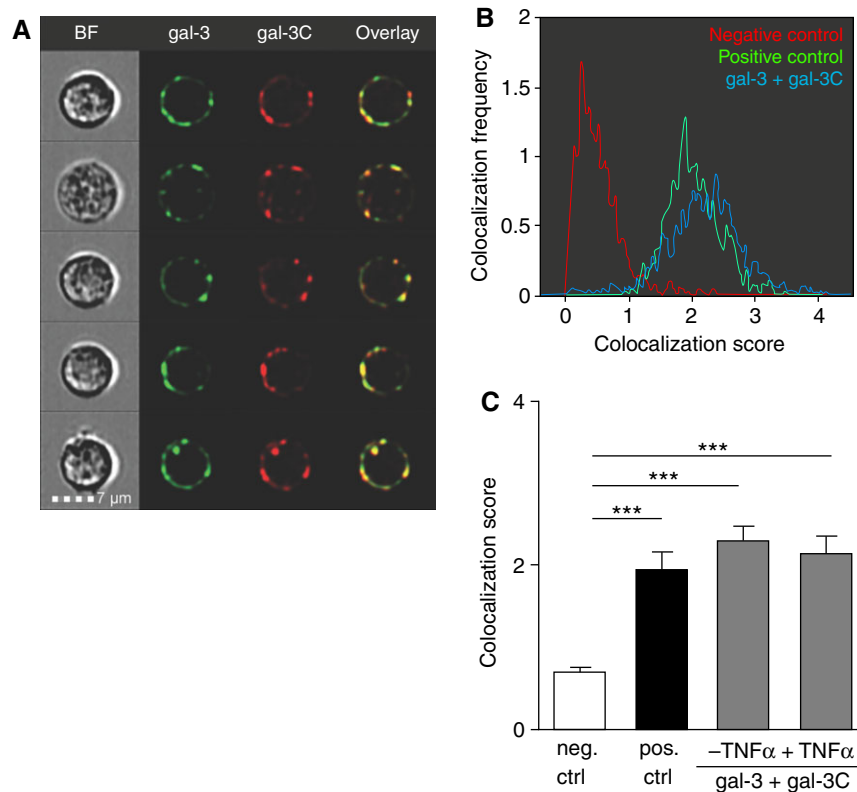 A
BF gal-3 gal-3C Overlay
7 µm
B
Colocalization frequency
2
1.5
1
0.5
0
Negative control
Positive control
gal-3 + gal-3C
0 1 2 3 4
Colocalization score
C
Colocalization score
4
2
0
***
***
***
neg. ctrl
pos. ctrl
–TNFα + TNFα
gal-3 + gal-3C